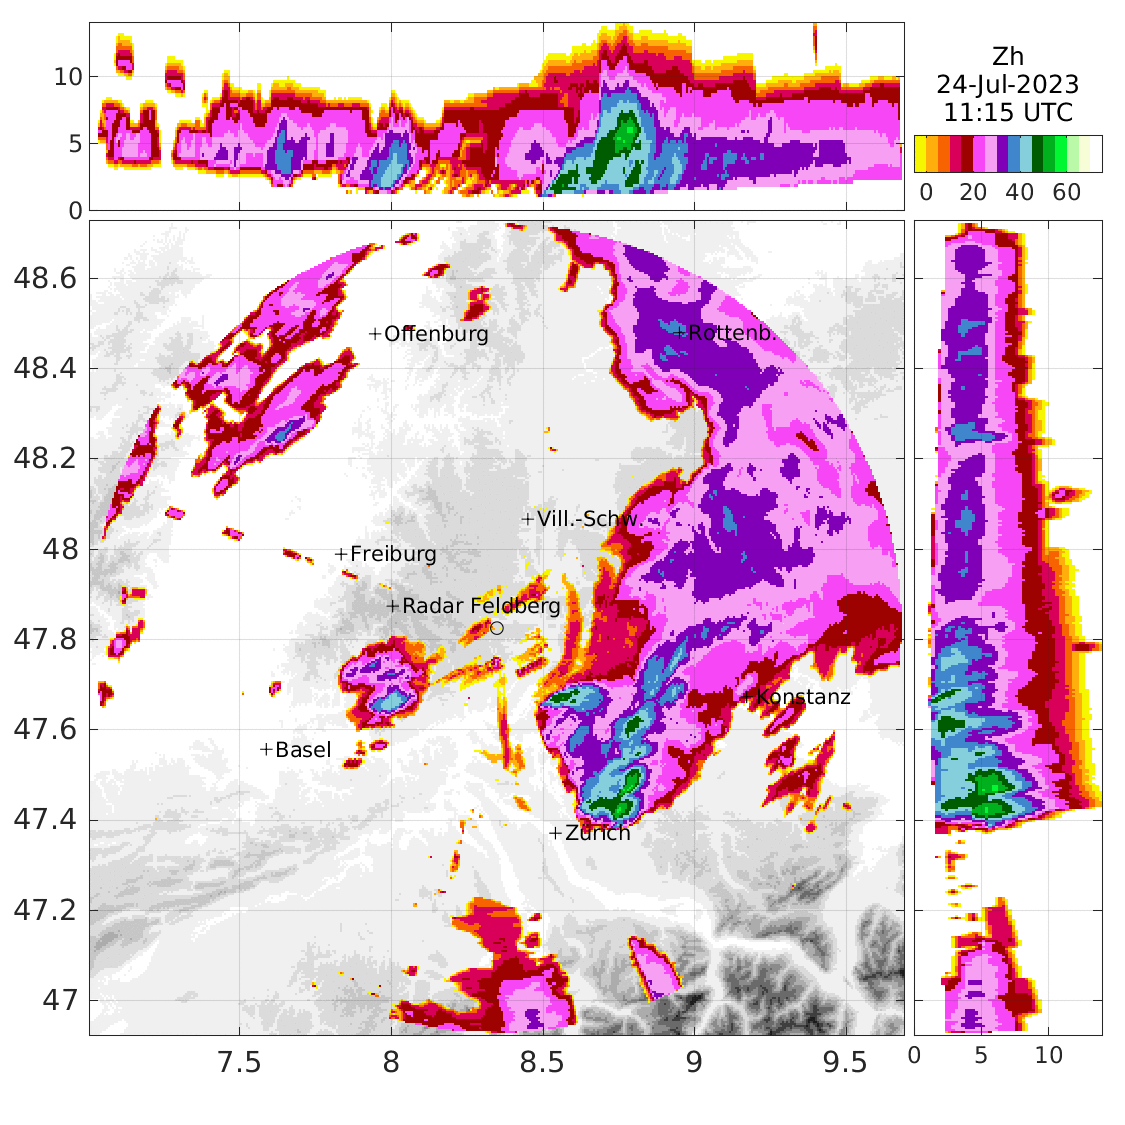 10
5
0
Zh
24-Jul-2023
11:15 UTC
0
20
40
60
48.6
48.4
48.2
48
47.8
47.6
47.4
47.2
47
+Offenburg
+Rottenb.
+Vill.-Schw.
+Freiburg
+Radar Feldberg
+Konstanz
+Basel
+Zürich
7.5
8
8.5
9
9.5
0
5
10